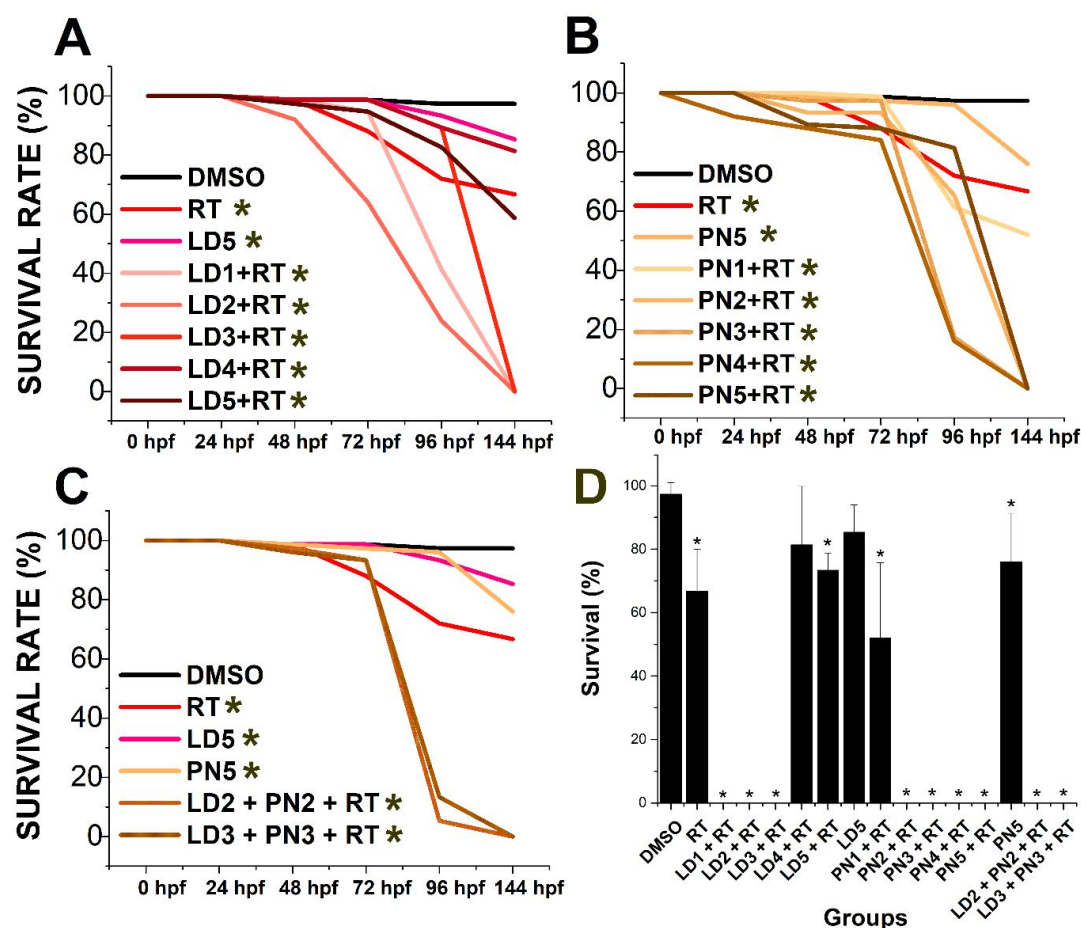 A
SURVIVAL RATE (%)
100
80
60
40
20
0
DMSO
RT *
LD5 *
LD1+RT *
LD2+RT *
LD3+RT *
LD4+RT *
LD5+RT *
0 hpf 24 hpf 48 hpf 72 hpf 96 hpf 144 hpf
B
100
80
60
40
20
0
DMSO
RT *
PN5 *
PN1+RT *
PN2+RT *
PN3+RT *
PN4+RT *
PN5+RT *
0 hpf 24 hpf 48 hpf 72 hpf 96 hpf 144 hpf
C
SURVIVAL RATE (%)
100
80
60
40
20
0
DMSO
RT *
LD5 *
PN5 *
LD2 + PN2 + RT *
LD3 + PN3 + RT *
0 hpf 24 hpf 48 hpf 72 hpf 96 hpf 144 hpf
D
Survival (%)
100
80
60
40
20
0
* * * * * * * * * * * * *
DMSO
RT
LD1 + RT
LD2 + RT
LD3 + RT
LD4 + RT
LD5 + RT
LD5
PN1 + RT
PN2 + RT
PN3 + RT
PN4 + RT
PN5 + RT
PN5
LD2 + PN2 + RT
LD3 + PN3 + RT
Groups